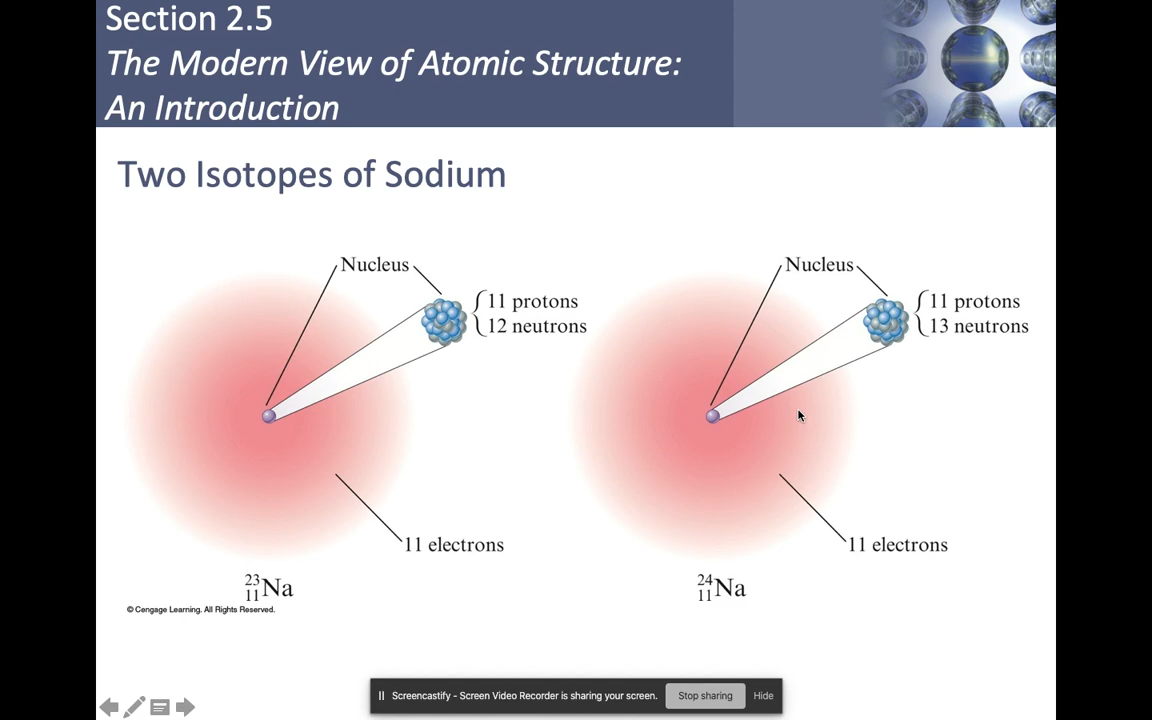 Section 2.5
The Modern View of Atomic Structure:
An Introduction
Two Isotopes of Sodium
Nucleus
11 protons
12 neutrons
11 electrons
23
11Na
© Cengage Learning. All Rights Reserved.
Nucleus
11 protons
13 neutrons
11 electrons
24
11Na
Screencastify - Screen Video Recorder is sharing your screen. Stop sharing Hide